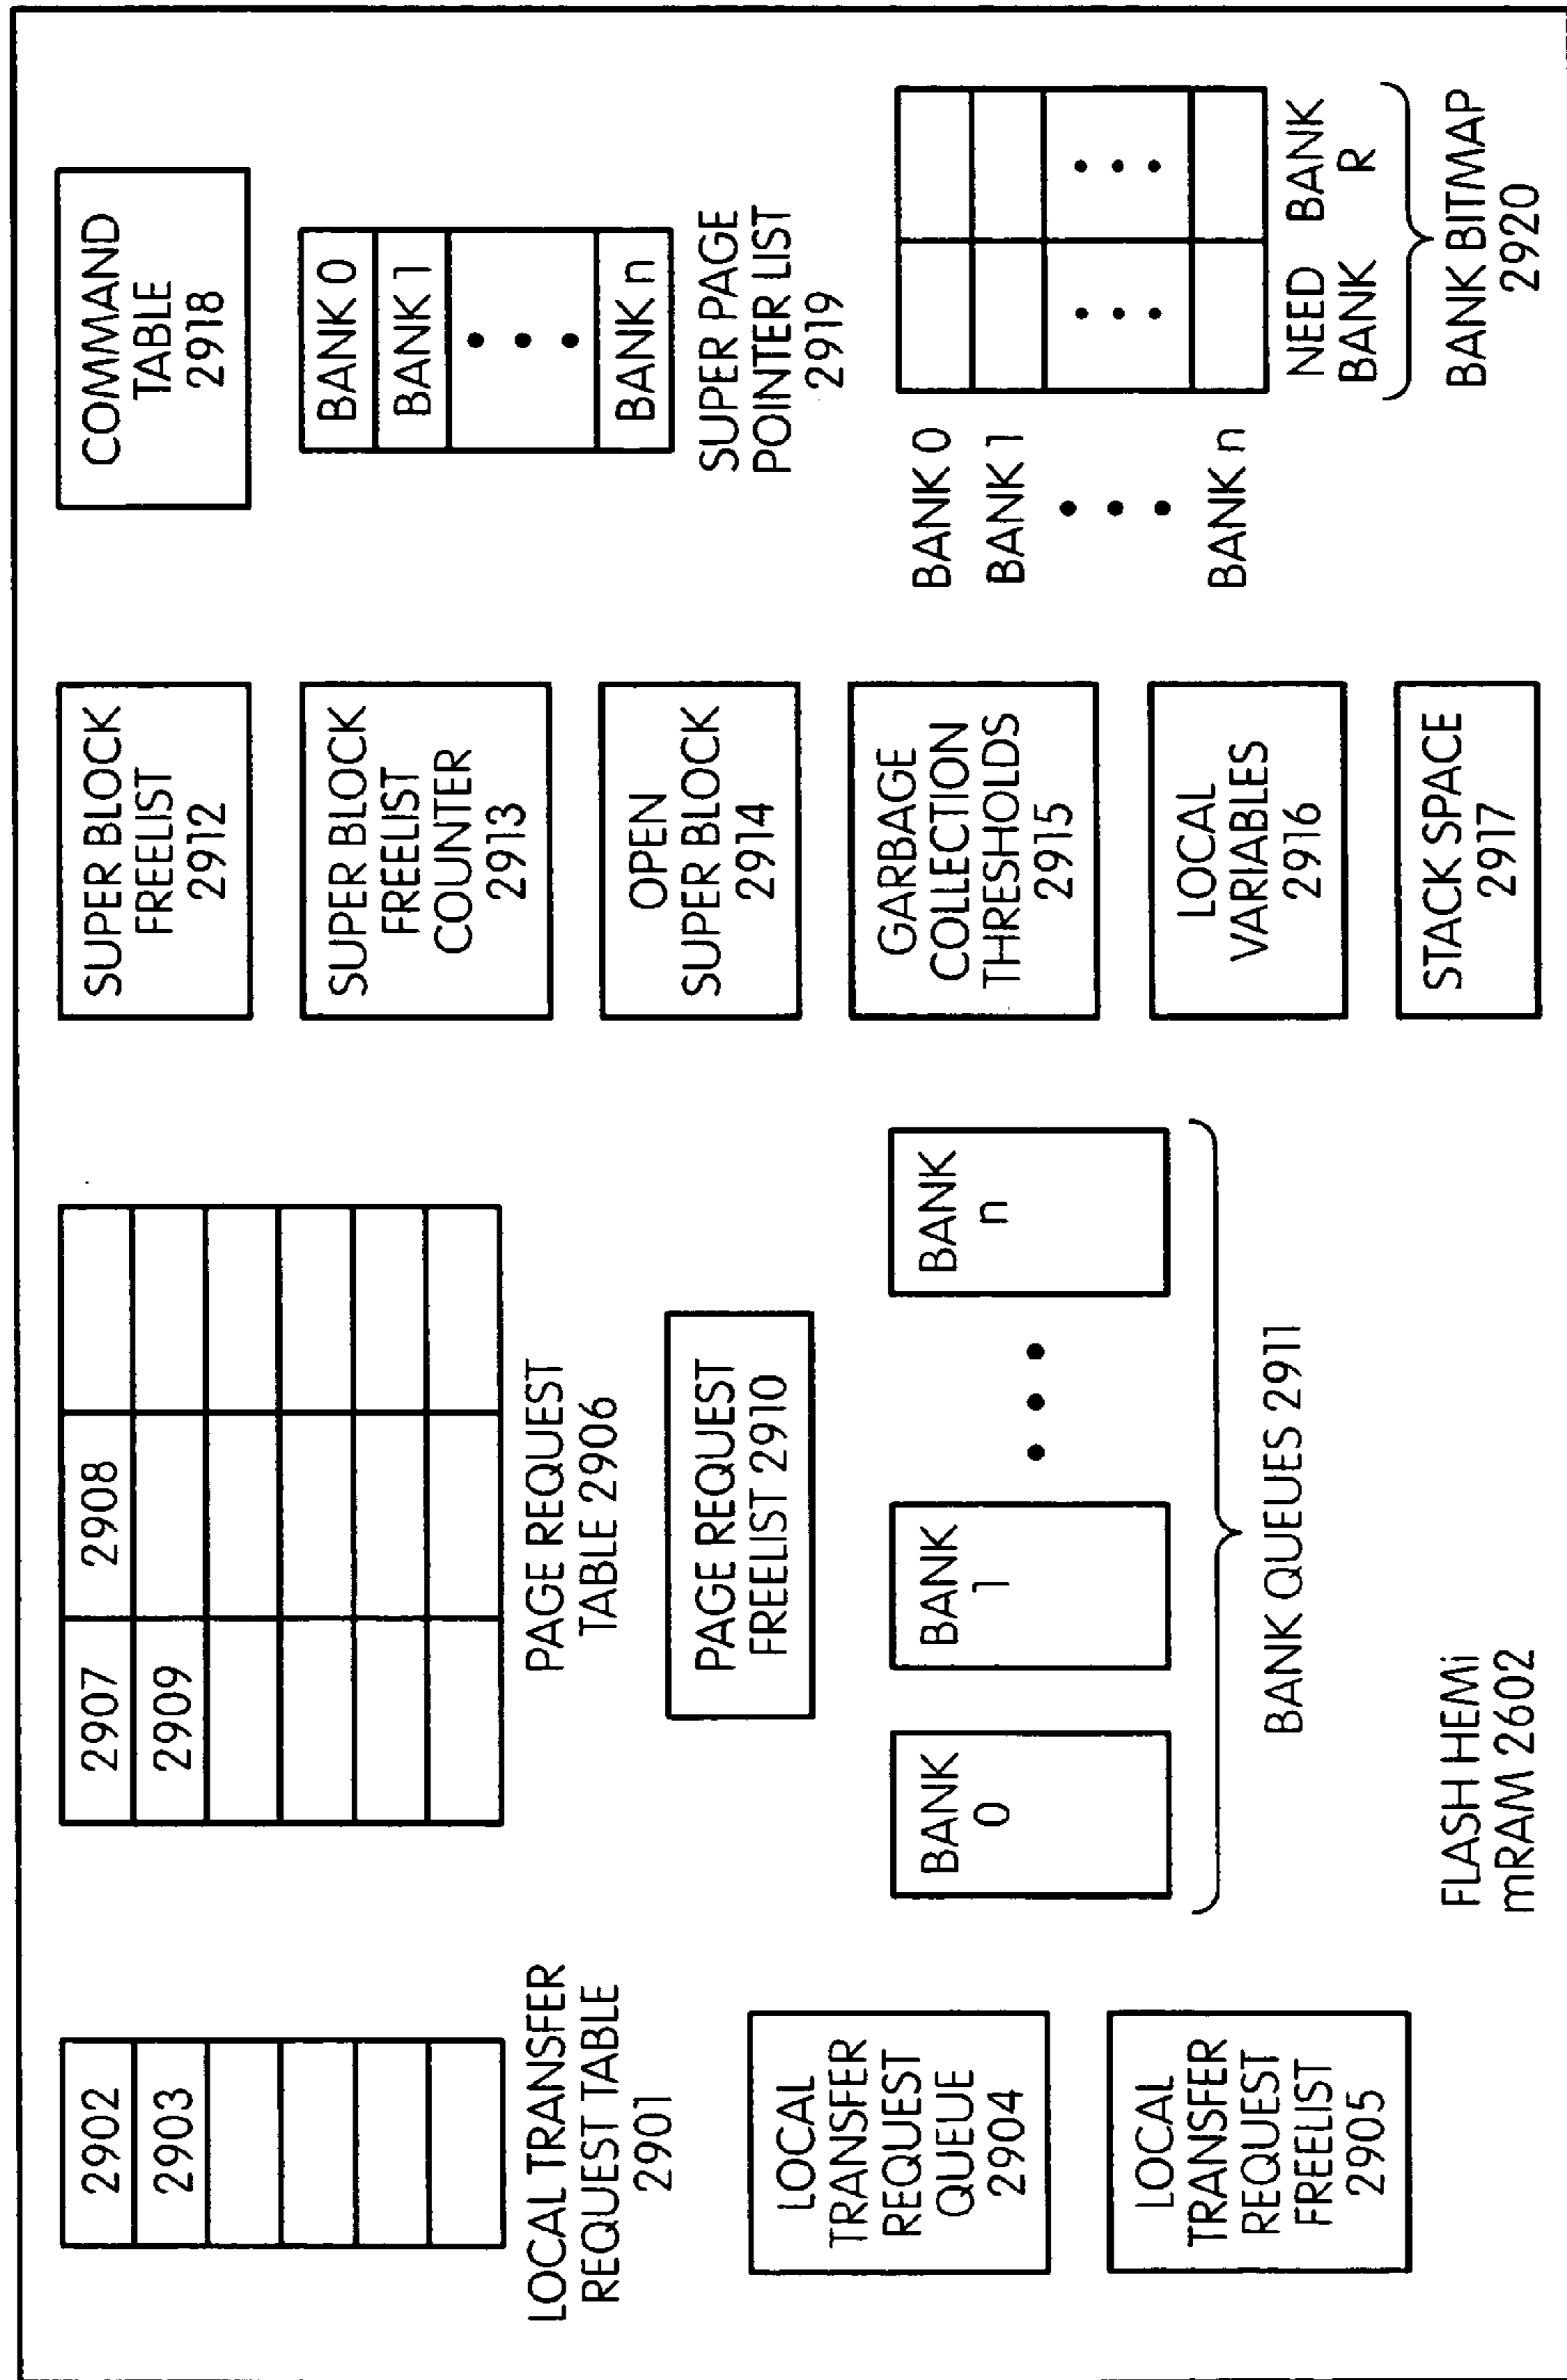 2902
2903
LOCAL TRANSFER
REQUEST TABLE
2901
LOCAL
TRANSFER
REQUEST
QUEUE
2904
LOCAL
TRANSFER
REQUEST
FREELIST
2905
2907
2908
2909
PAGE REQUEST
TABLE 2906
PAGE REQUEST
FREELIST 2910
BANK
0
BANK
1
• • •
BANK
n
BANK QUEUES 2911
FLASH HEMi
mRAM 2602
SUPER BLOCK
FREELIST
2912
SUPER BLOCK
FREELIST
COUNTER
2913
OPEN
SUPER BLOCK
2914
GARBAGE
COLLECTION
THRESHOLDS
2915
LOCAL
VARIABLES
2916
STACK SPACE
2917
COMMAND
TABLE
2918
BANK 0
BANK 1
BANK n
SUPER PAGE
POINTER LIST
2919
BANK 0
BANK 1
BANK n
NEED
BANK
BANK
R
BANK BITMAP
2920